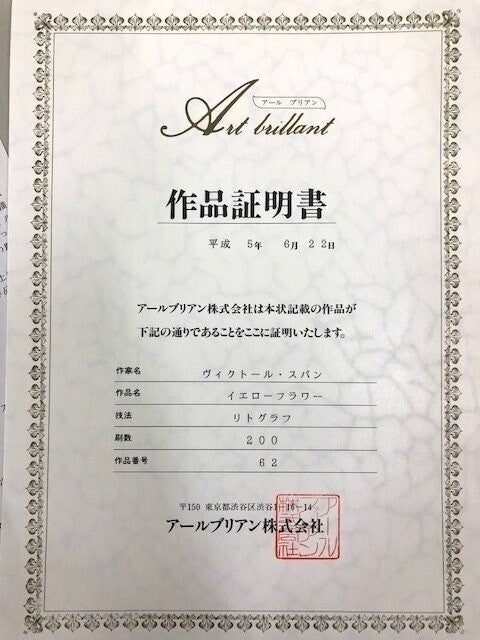 アール ブリアン
Art brillant
作品証明書
平成 5年 6月 22日
アールブリアン株式会社は本状記載の作品が
下記の通りであることをここに証明いたします。
作家名 ヴィクトール・スパン
作品名 イエローフラワー
技法 リトグラフ
刷数 200
作品番号 62
〒150 東京都渋谷区渋谷1-16-14
アールブリアン株式会社